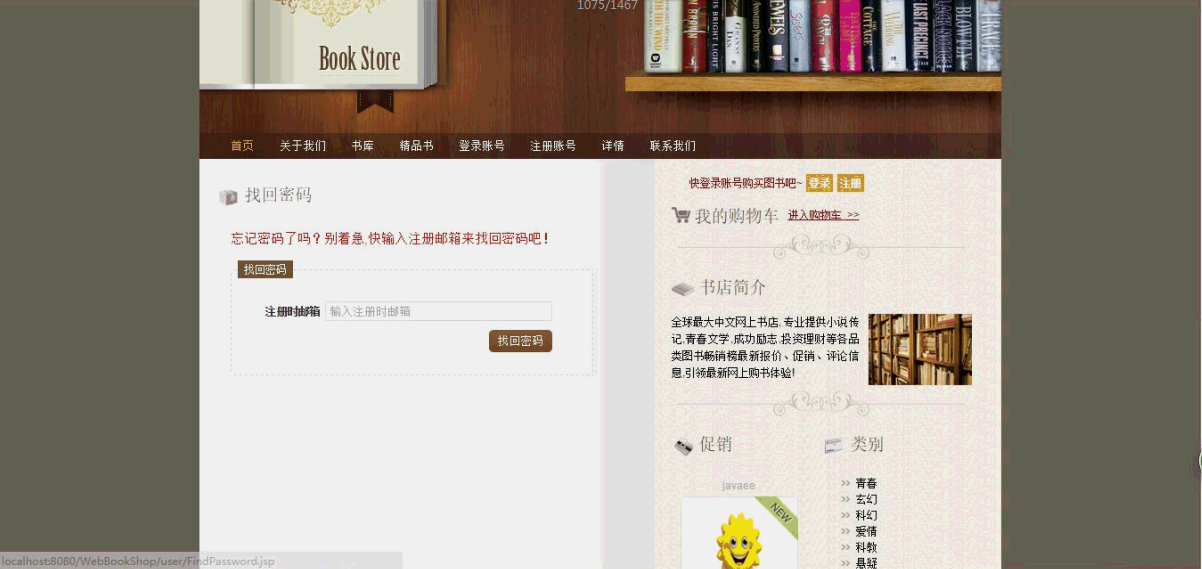 1075/1467
Book Store
首页 关于我们 书库 精品书 登录账号 注册账号 详情 联系我们
找回密码
忘记密码了吗？别着急,快输入注册邮箱来找回密码吧！
找回密码
注册时邮箱 输入注册时邮箱
找回密码
快登录账号购买图书吧~ 登录 注册
我的购物车 进入购物车 >>
书店简介
全球最大中文网上书店,专业提供小说传
记,青春文学,成功励志,投资理财等各品
类图书畅销榜最新报价、促销、评论信
息,引领最新网上购书体验!
促销
javaee
NEW
类别
>> 青春
>> 玄幻
>> 科幻
>> 爱情
>> 科教
>> 悬疑
localhost:8080/WebBookShop/user/FindPassword.jsp